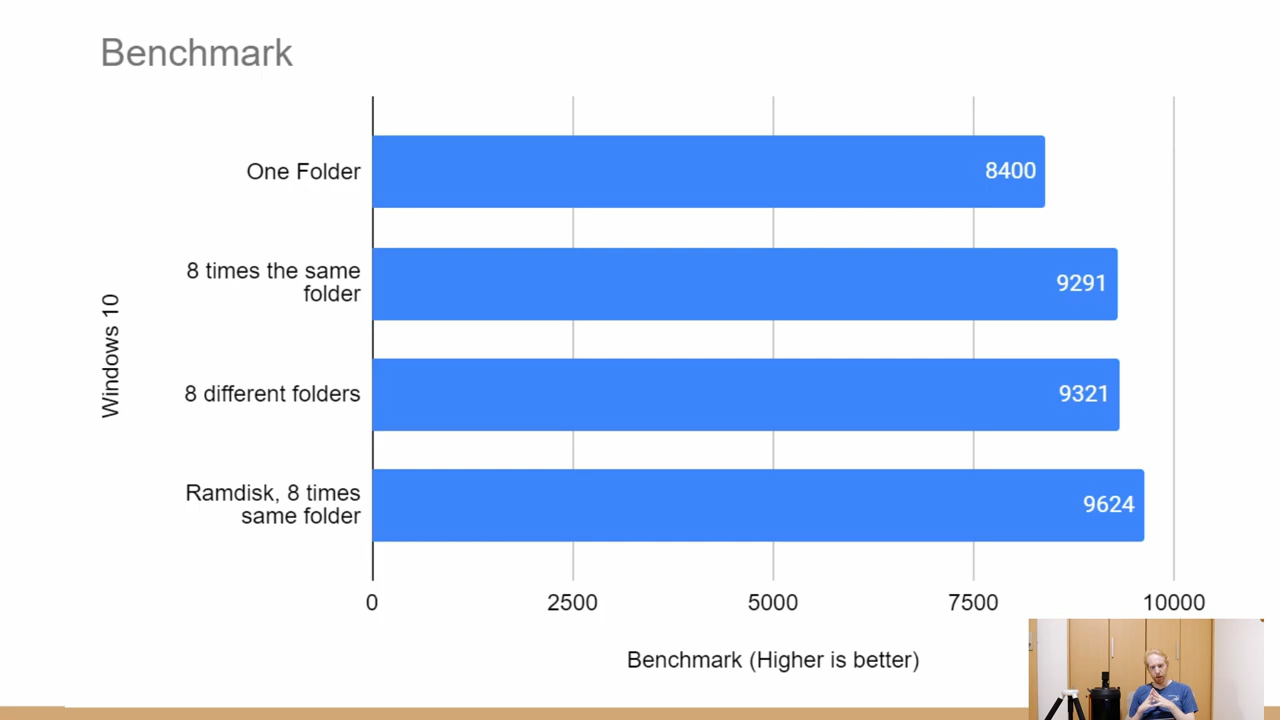 Benchmark
One Folder
8400
8 times the same
folder
9291
8 different folders
9321
Ramdisk, 8 times
same folder
9624
Windows 10
0 2500 5000 7500 10000
Benchmark (Higher is better)